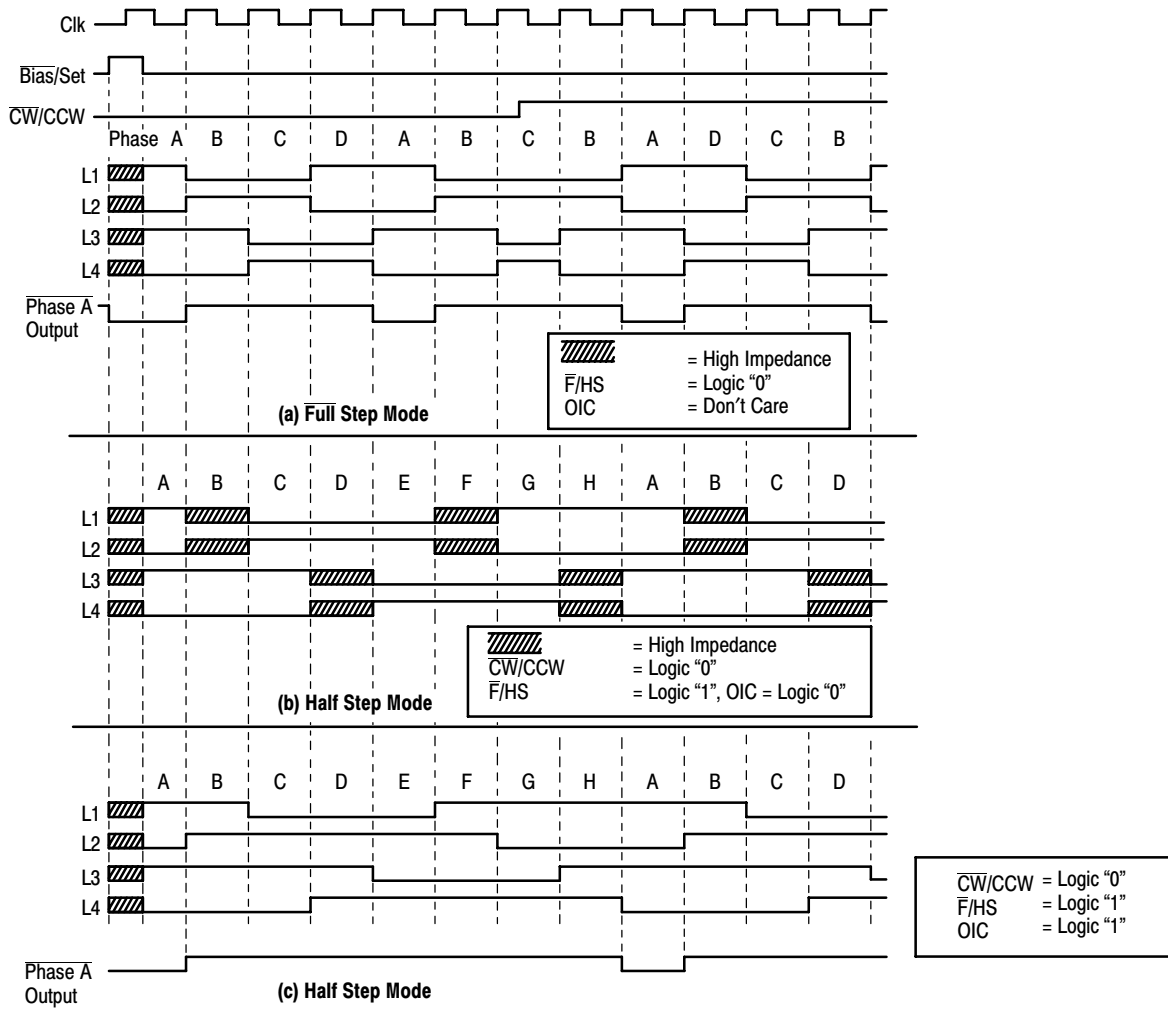 Clk
Bias/Set
CW/CCW
Phase A B C D A B C B A D C B
L1
L2
L3
L4
Phase A
Output
= High Impedance
F/HS = Logic “0”
OIC = Don′t Care
(a) Full Step Mode
A B C D E F G H A B C D
L1
L2
L3
L4
= High Impedance
CW/CCW = Logic “0”
F/HS = Logic “1”, OIC = Logic “0”
(b) Half Step Mode
A B C D E F G H A B C D
L1
L2
L3
L4
CW/CCW = Logic “0”
F/HS = Logic “1”
OIC = Logic “1”
Phase A
Output
(c) Half Step Mode